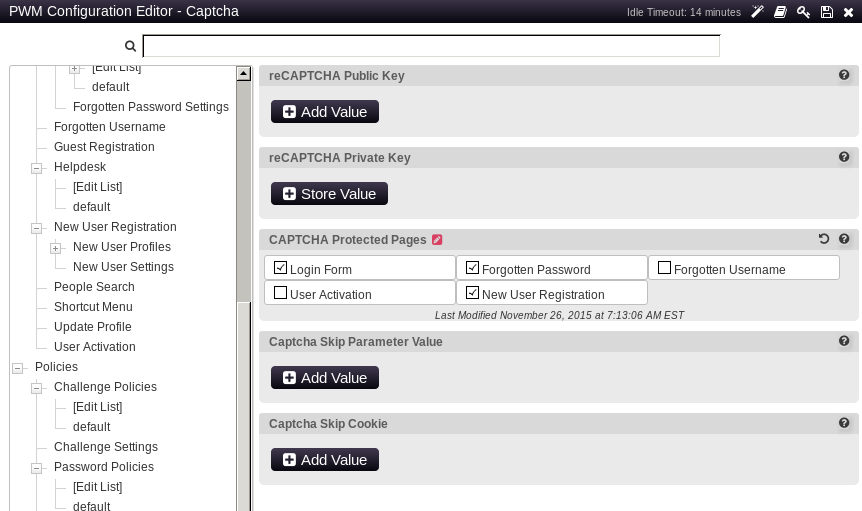 PWM Configuration Editor - Captcha
Idle Timeout: 14 minutes
[Edit List]
default
Forgotten Password Settings
Forgotten Username
Guest Registration
Helpdesk
[Edit List]
default
New User Registration
New User Profiles
New User Settings
People Search
Shortcut Menu
Update Profile
User Activation
Policies
Challenge Policies
[Edit List]
default
Challenge Settings
Password Policies
[Edit List]
default
reCAPTCHA Public Key
Add Value
reCAPTCHA Private Key
Store Value
CAPTCHA Protected Pages
Login Form
Forgotten Password
Forgotten Username
User Activation
New User Registration
Last Modified November 26, 2015 at 7:13:06 AM EST
Captcha Skip Parameter Value
Add Value
Captcha Skip Cookie
Add Value